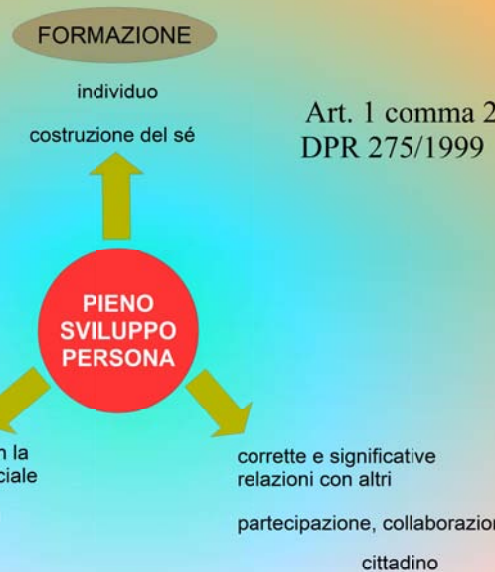 FORMAZIONE
individuo
costruzione del sé
Art. 1 comma 2
DPR 275/1999
PIENO
SVILUPPO
PERSONA
la
corrette e significative
relazioni con altri
partecipazione,
cittadino